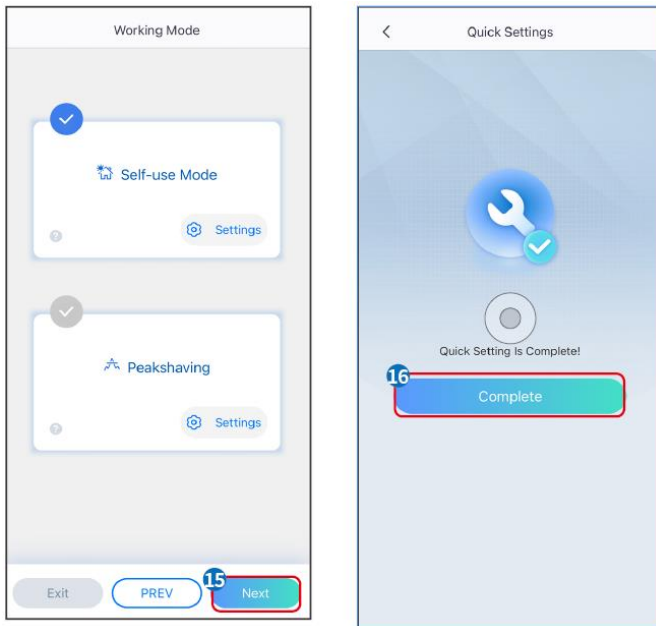 Working Mode
Self-use Mode
?
Settings
Peakshaving
?
Settings
Exit
PREV
15
Next
Quick Settings
Quick Setting Is Complete!
16
Complete